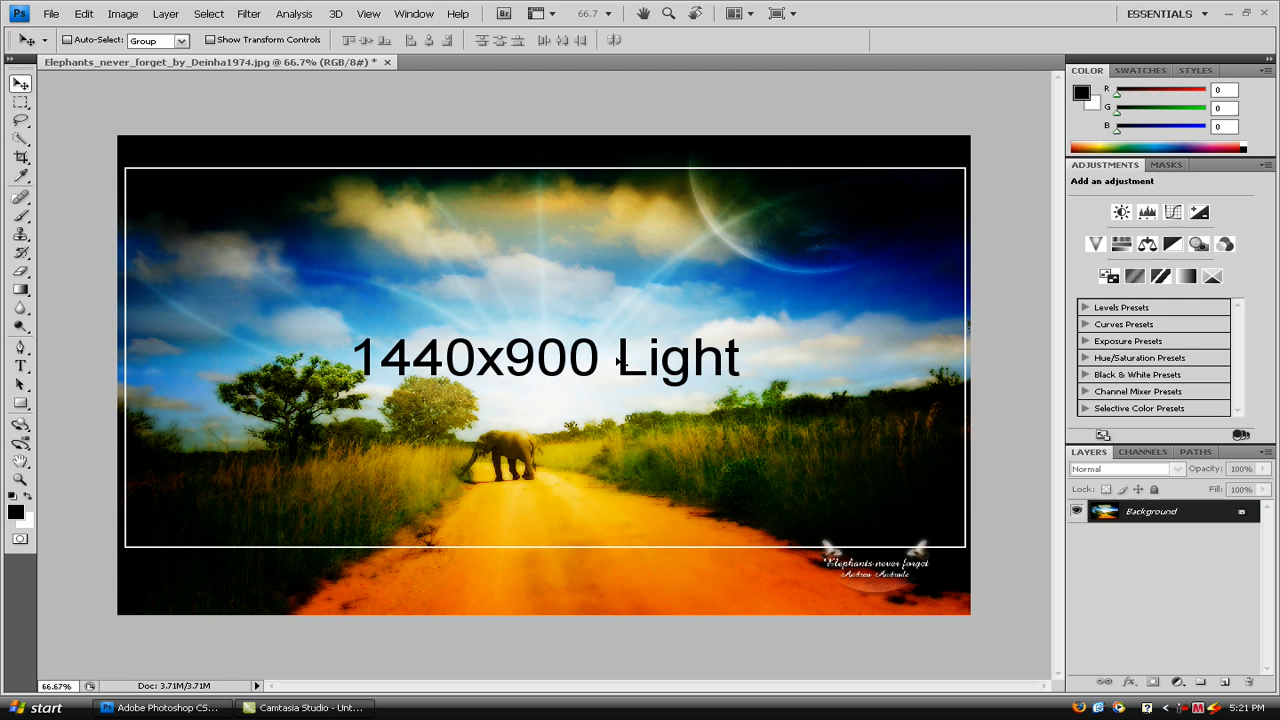 File Edit Image Layer Select Filter Analysis 3D View Window Help Br 66.7 ESSENTIALS
Auto-Select: Group Show Transform Controls
Elephants_never_forget_by_Deinha1974.jpg @ 66.7% (RGB/8#) *
COLOR SWATCHES STYLES
R 0
G 0
B 0
ADJUSTMENTS MASKS
Add an adjustment
Levels Presets
Curves Presets
Exposure Presets
Hue/Saturation Presets
Black & White Presets
Channel Mixer Presets
Selective Color Presets
LAYERS CHANNELS PATHS
Normal Opacity: 100%
Lock: Fill: 100%
Background
1440x900 Light
Elephants never forget
Andrea Andrade
66.67% Doc: 3.71M/3.71M
start Adobe Photoshop CS... Camtasia Studio - Unt... 5:21 PM